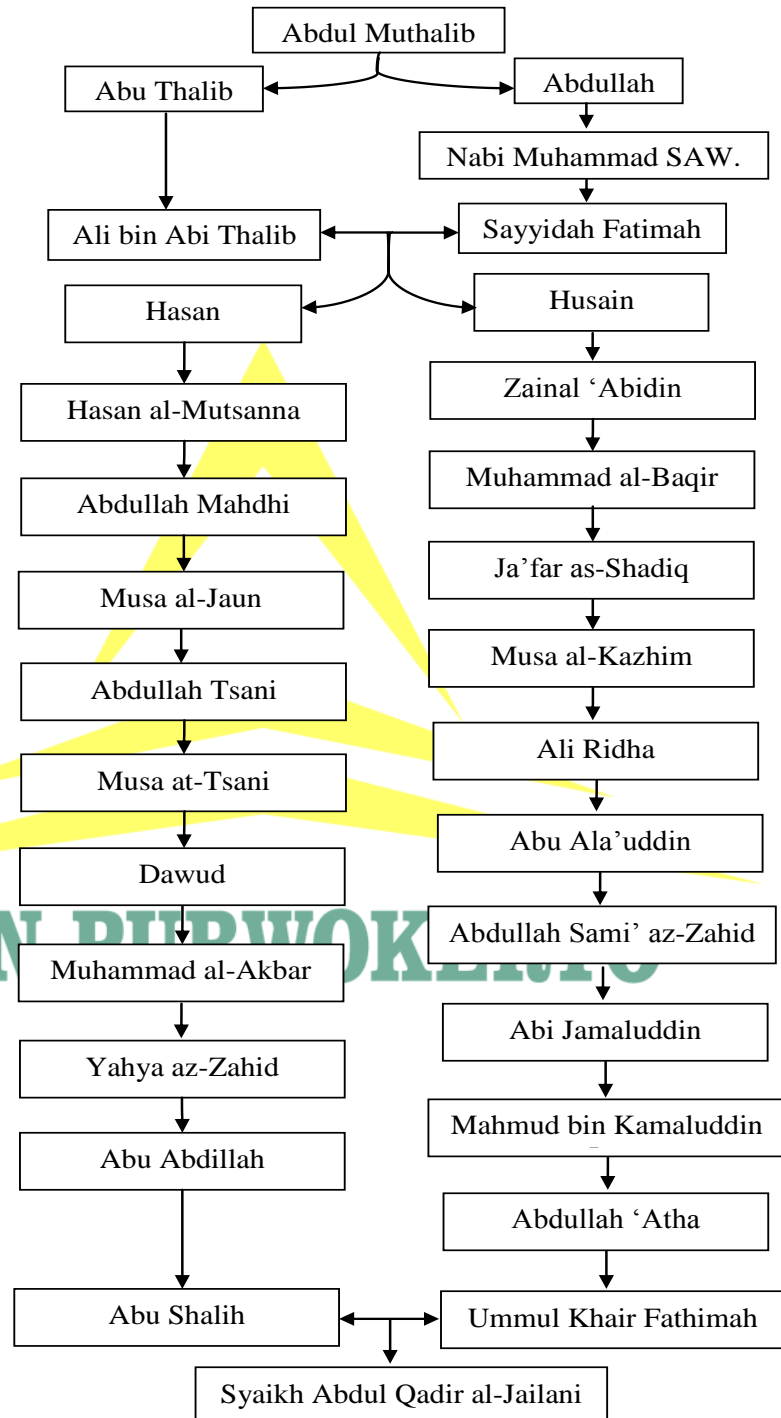 Abdul Muthalib
Abu Thalib
Abdullah
Nabi Muhammad SAW.
Ali bin Abi Thalib
Sayyidah Fatimah
Hasan
Husain
Hasan al-Mutsanna
Zainal ‘Abidin
Abdullah Mahdhi
Muhammad al-Baqir
Musa al-Jaun
Ja’far as-Shadiq
Abdullah Tsani
Musa al-Kazhim
Musa at-Tsani
Ali Ridha
Dawud
Abu Ala’uddin
Muhammad al-Akbar
Abdullah Sami’ az-Zahid
PURWOKERTO
Yahya az-Zahid
Abi Jamaluddin
Abu Abdillah
Mahmud bin Kamaluddin
Abdullah ‘Atha
Abu Shalih
Ummul Khair Fathimah
Syaikh Abdul Qadir al-Jailani